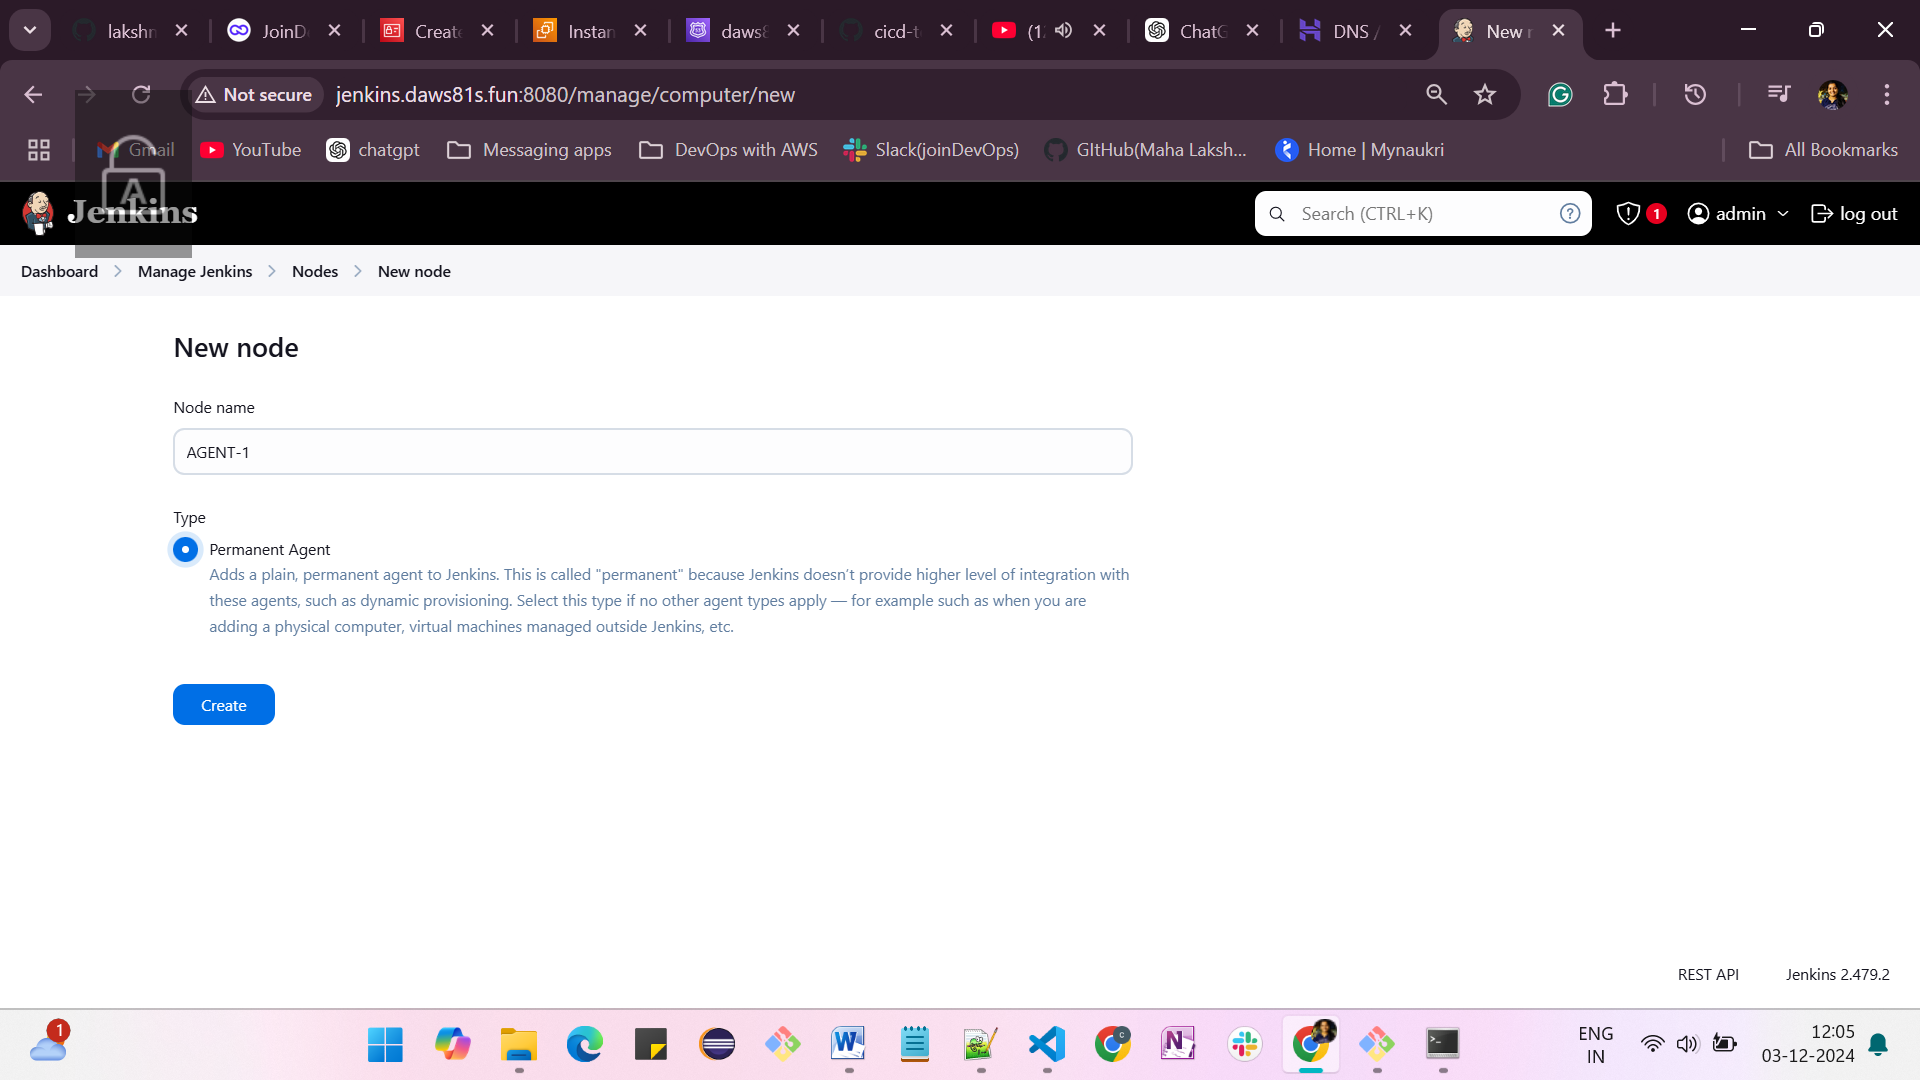 lakshm
JoinD
Create
Instan
daws8
cicd-t
(1
ChatG
DNS /
New n
Not secure
jenkins.daws81s.fun:8080/manage/computer/new
Gmail
YouTube
chatgpt
Messaging apps
DevOps with AWS
Slack(joinDevOps)
GItHub(Maha Laksh...
Home | Mynaukri
All Bookmarks
A
Jenkins
Search (CTRL+K)
1
admin
log out
Dashboard
Manage Jenkins
Nodes
New node
New node
Node name
AGENT-1
Type
Permanent Agent
Adds a plain, permanent agent to Jenkins. This is called "permanent" because Jenkins doesn't provide higher level of integration with
these agents, such as dynamic provisioning. Select this type if no other agent types apply — for example such as when you are
adding a physical computer, virtual machines managed outside Jenkins, etc.
Create
REST API
Jenkins 2.479.2
1
ENG
IN
12:05
03-12-2024